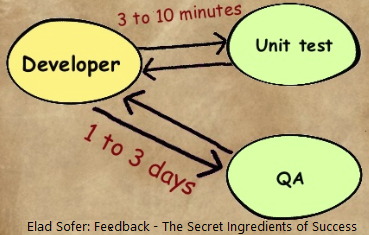 3 to 10 minutes
Unit test
Developer
1 to 3 days
QA
Elad Sofer: Feedback - The Secret Ingredients of Success